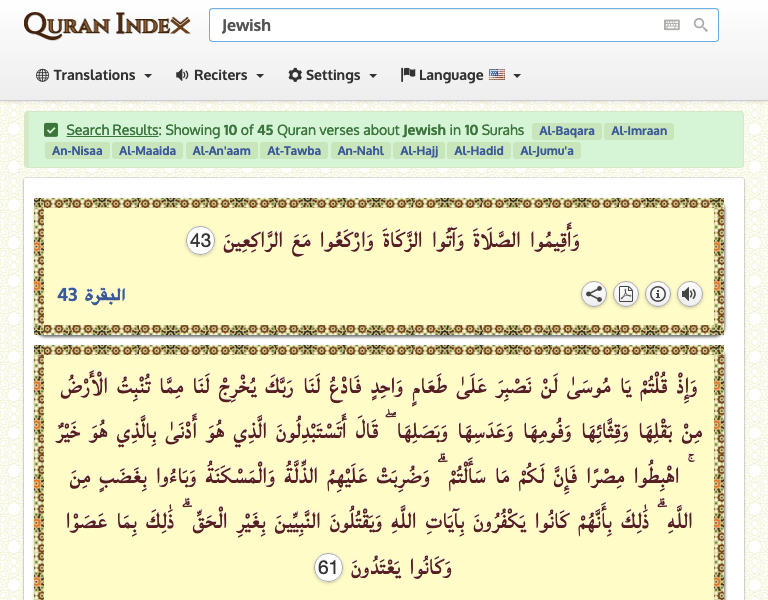 QURAN INDEX
Jewish
Translations Reciters Settings Language
Search Results: Showing 10 of 45 Quran verses about Jewish in 10 Surahs Al-Baqara Al-Imraan
An-Nisaa Al-Maaida Al-An'aam At-Tawba An-Nahl Al-Hajj Al-Hadid Al-Jumu'a
وَأَقِيمُوا الصَّلَاةَ وَآتُوا الزَّكَاةَ وَارْكَعُوا مَعَ الرَّاكِعِينَ 43
البقرة 43
وَإِذْ قُلْتُمْ يَا مُوسَىٰ لَنْ نَصْبِرَ عَلَىٰ طَعَامٍ وَاحِدٍ فَادْعُ لَنَا رَبَّكَ يُخْرِجْ لَنَا مِمَّا تُنْبِتُ الْأَرْضُ
مِنْ بَقْلِهَا وَقِثَّائِهَا وَفُومِهَا وَعَدَسِهَا وَبَصَلِهَا ۖ قَالَ أَتَسْتَبْدِلُونَ الَّذِي هُوَ أَدْنَىٰ بِالَّذِي هُوَ خَيْرٌ
ۚ اهْبِطُوا مِصْرًا فَإِنَّ لَكُمْ مَا سَأَلْتُمْ ۗ وَضُرِبَتْ عَلَيْهِمُ الذِّلَّةُ وَالْمَسْكَنَةُ وَبَاءُوا بِغَضَبٍ مِنَ
اللَّهِ ۗ ذَٰلِكَ بِأَنَّهُمْ كَانُوا يَكْفُرُونَ بِآيَاتِ اللَّهِ وَيَقْتُلُونَ النَّبِيِّينَ بِغَيْرِ الْحَقِّ ۗ ذَٰلِكَ بِمَا عَصَوْا
وَكَانُوا يَعْتَدُونَ 61